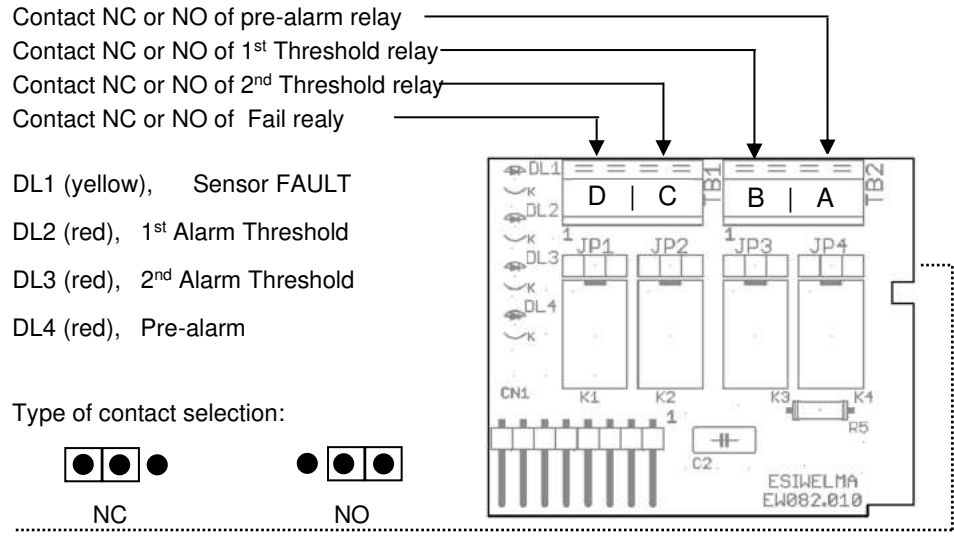 Contact NC or NO of pre-alarm relay
Contact NC or NO of 1st Threshold relay
Contact NC or NO of 2nd Threshold relay
Contact NC or NO of Fail realy
DL1 (yellow), Sensor FAULT
DL2 (red), 1st Alarm Threshold
DL3 (red), 2nd Alarm Threshold
DL4 (red), Pre-alarm
Type of contact selection:
NC NO
DL1
K
DL2
K
DL3
K
DL4
K
D | C
TB1
B | A
TB2
1 1
JP1 JP2 JP3 JP4
CN1 K1 K2 K3 K4
1
R5
C2
ESIWELMA
EW082.010